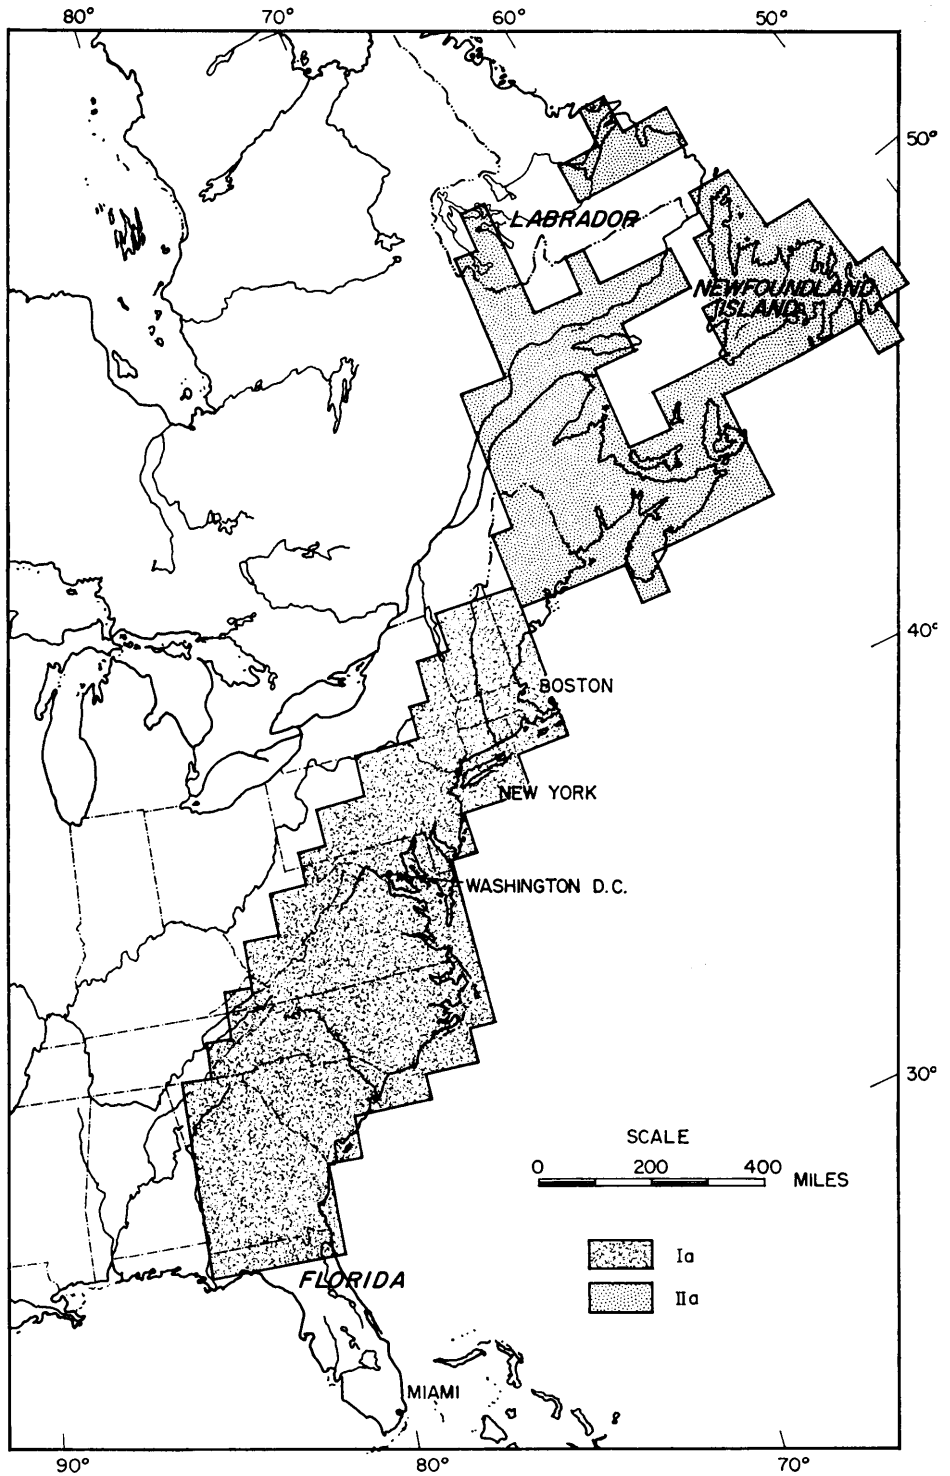 80° 70° 60° 50°
50°
LABRADOR
NEWFOUNDLAND
ISLAND
40°
BOSTON
NEW YORK
WASHINGTON D.C.
30°
SCALE
0 200 400
MILES
Ia
IIa
FLORIDA
MIAMI
90° 80° 70°